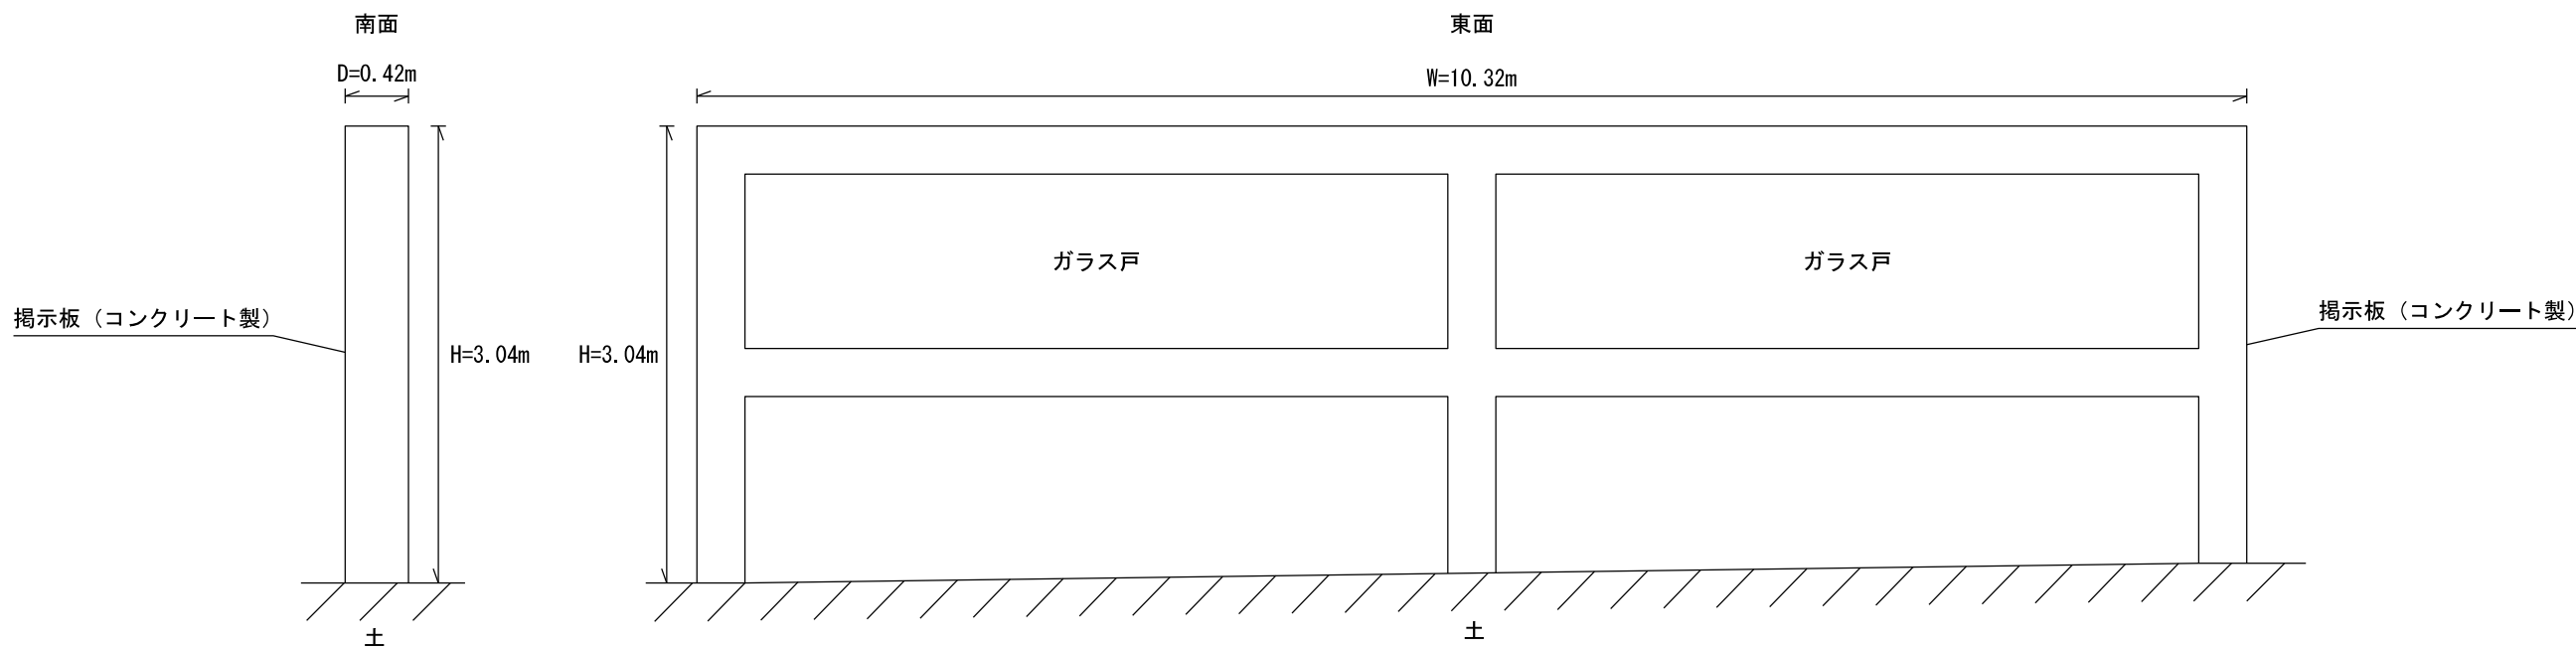 南面
D=0.42m
掲示板（コンクリート製）
H=3.04m
土
東面
W=10.32m
H=3.04m
ガラス戸
ガラス戸
掲示板（コンクリート製）
土